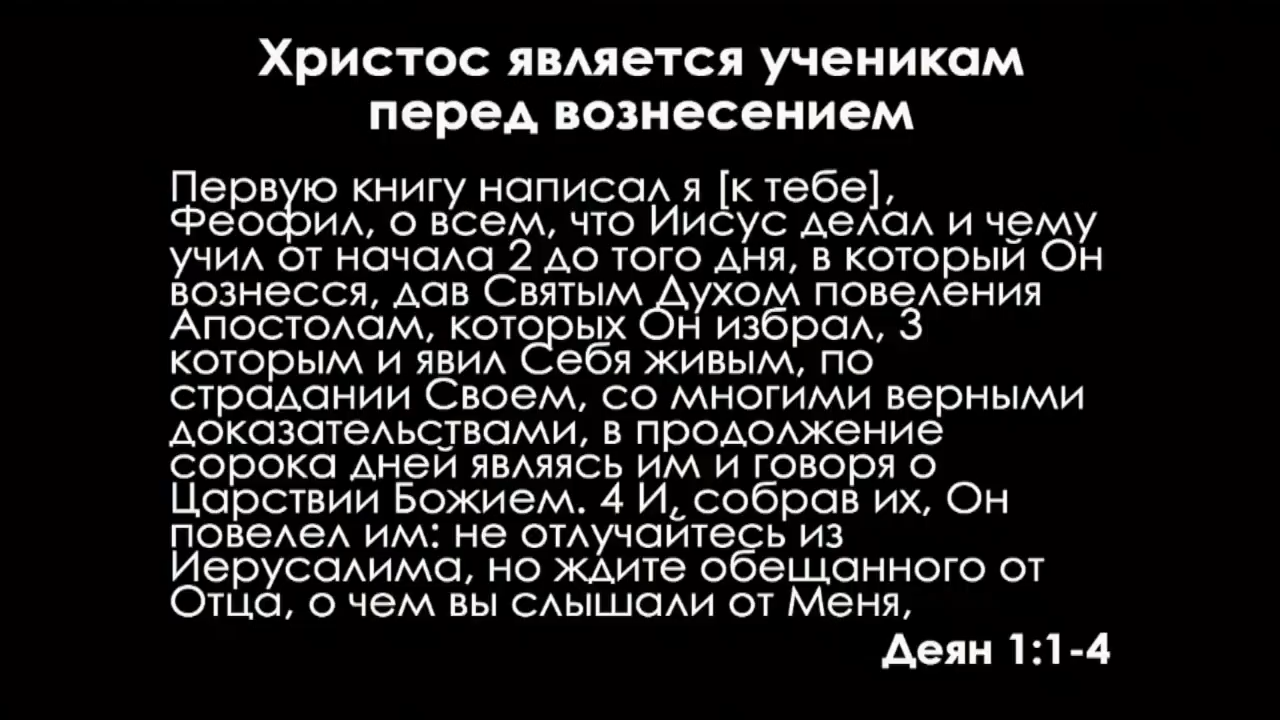 Христос является ученикам
перед вознесением
Первую книгу написал я [к тебе],
Феофил, о всем, что Иисус делал и чему
учил от начала 2 до того дня, в который Он
вознесся, дав Святым Духом повеления
Апостолам, которых Он избрал, 3
которым и явил Себя живым, по
страдании Своем, со многими верными
доказательствами, в продолжение
сорока дней являясь им и говоря о
Царствии Божием. 4 И, собрав их, Он
повелел им: не отлучайтесь из
Иерусалима, но ждите обещанного от
Отца, о чем вы слышали от Меня,
Деян 1:1-4